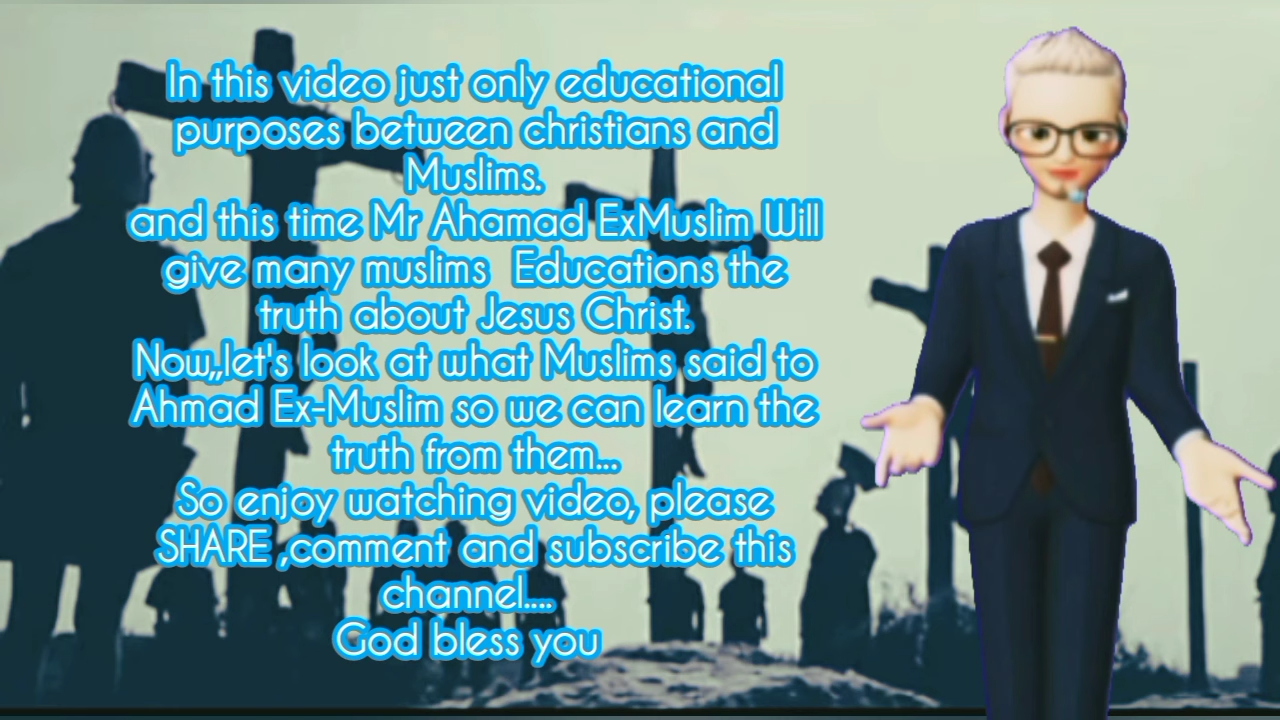 In this video just only educational
purposes between christians and
Muslims.
and this time Mr Ahamad ExMuslim Will
give many muslims  Educations the
truth about Jesus Christ.
Now,,let's look at what Muslims said to
Ahmad Ex-Muslim so we can learn the
truth from them...
So enjoy watching video, please
SHARE ,comment and subscribe this
channel....
God bless you